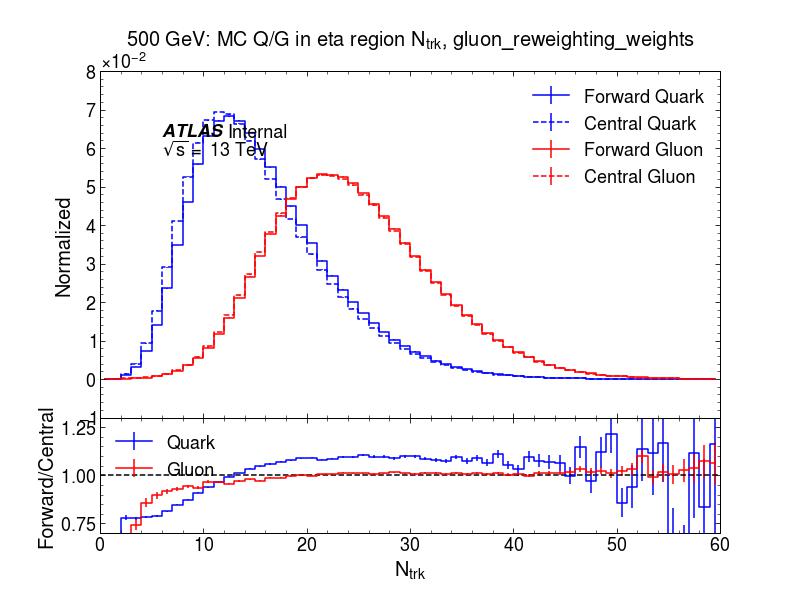 500 GeV: MC Q/G in eta region N_trk, gluon_reweighting_weights
×10⁻²
8
7
6
5
4
3
2
1
0
−1
Normalized
ATLAS Internal
√s = 13 TeV
Forward Quark
Central Quark
Forward Gluon
Central Gluon
1.25
1.00
0.75
Forward/Central
Quark
Gluon
0 10 20 30 40 50 60
N_trk